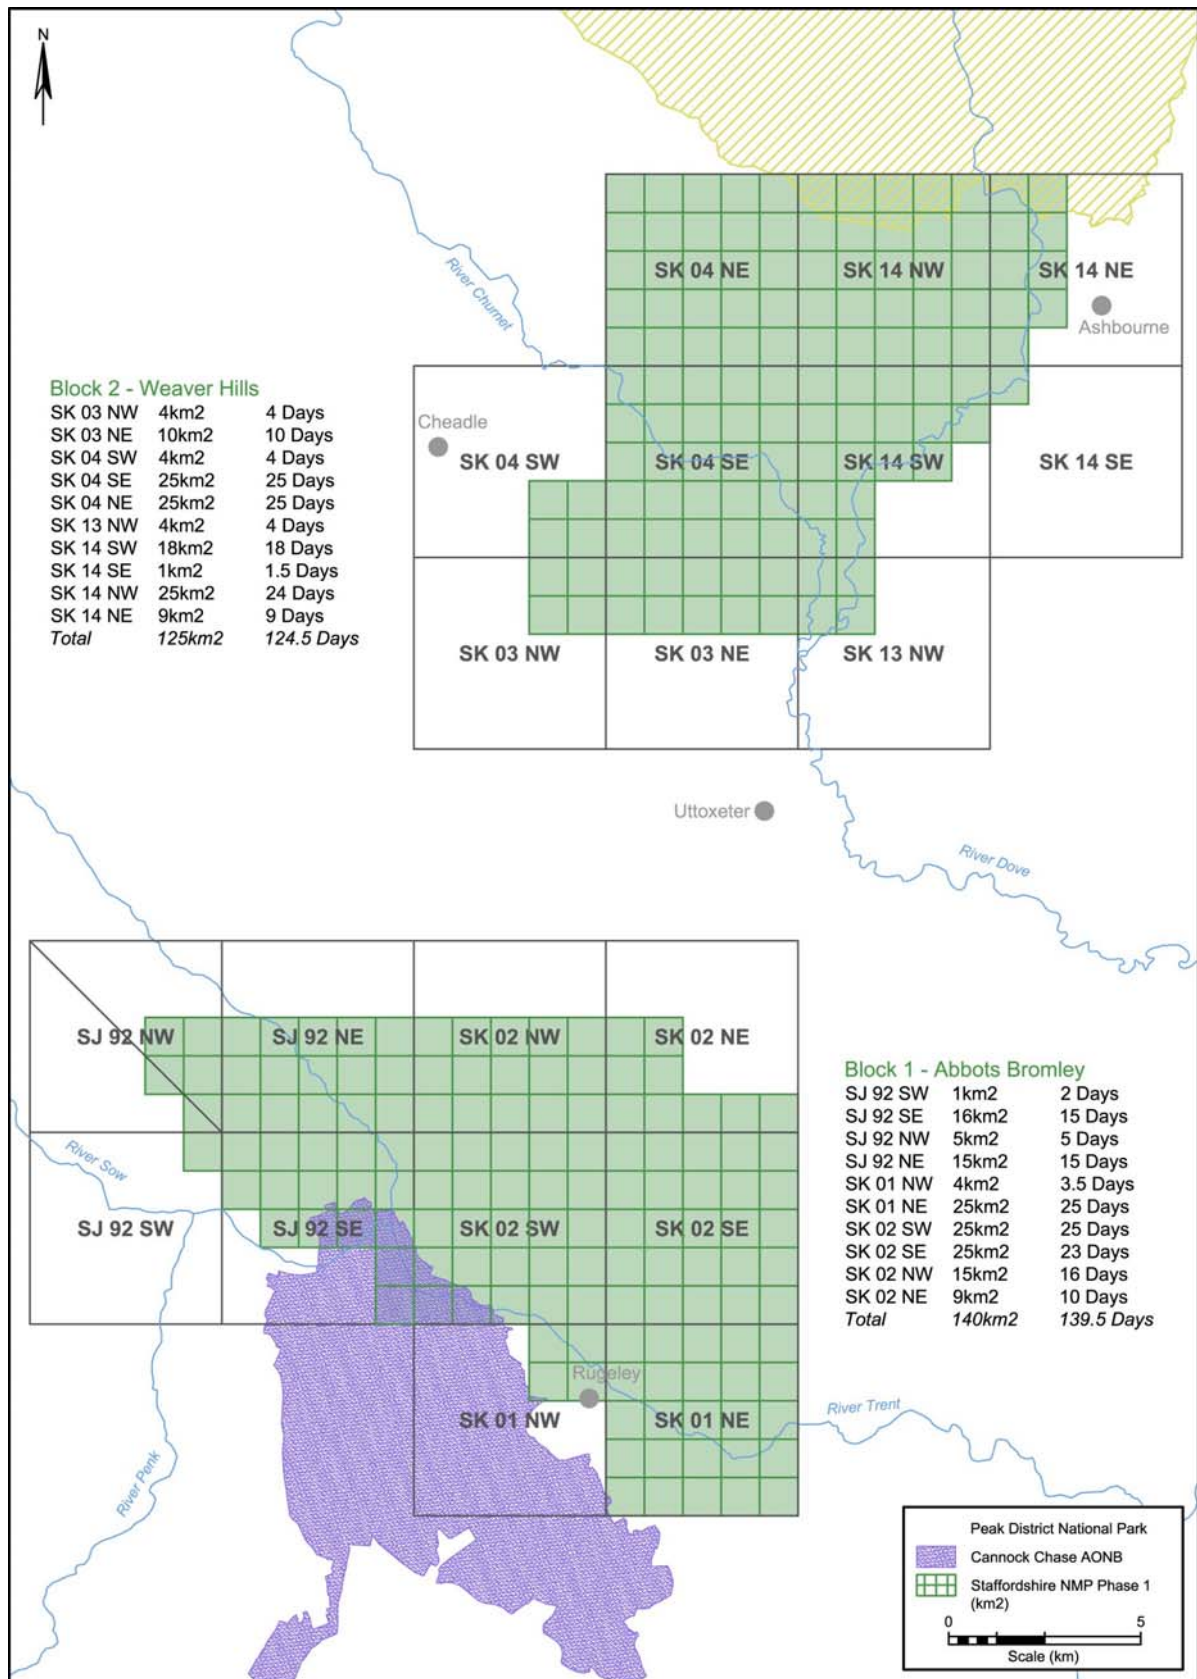 N
River Churnet
SK 04 NE
SK 14 NW
SK 14 NE
Ashbourne
Block 2 - Weaver Hills
SK 03 NW 4km2 4 Days
SK 03 NE 10km2 10 Days
SK 04 SW 4km2 4 Days
SK 04 SE 25km2 25 Days
SK 04 NE 25km2 25 Days
SK 13 NW 4km2 4 Days
SK 14 SW 18km2 18 Days
SK 14 SE 1km2 1.5 Days
SK 14 NW 25km2 24 Days
SK 14 NE 9km2 9 Days
Total 125km2 124.5 Days
Cheadle
SK 04 SW
SK 04 SE
SK 14 SW
SK 14 SE
SK 03 NW
SK 03 NE
SK 13 NW
Uttoxeter
River Dove
SJ 92 NW
SJ 92 NE
SK 02 NW
SK 02 NE
Block 1 - Abbots Bromley
SJ 92 SW 1km2 2 Days
SJ 92 SE 16km2 15 Days
SJ 92 NW 5km2 5 Days
SJ 92 NE 15km2 15 Days
SK 01 NW 4km2 3.5 Days
SK 01 NE 25km2 25 Days
SK 02 SW 25km2 25 Days
SK 02 SE 25km2 23 Days
SK 02 NW 15km2 16 Days
SK 02 NE 9km2 10 Days
Total 140km2 139.5 Days
River Sow
SJ 92 SW
SJ 92 SE
SK 02 SW
SK 02 SE
Rugeley
SK 01 NW
SK 01 NE
River Trent
River Penk
Peak District National Park
Cannock Chase AONB
Staffordshire NMP Phase 1
(km2)
0 5
Scale (km)